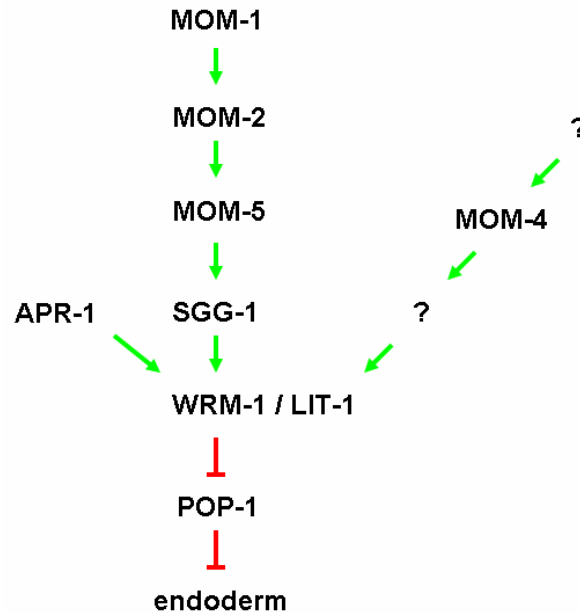 MOM-1
MOM-2
?
MOM-5
MOM-4
APR-1 SGG-1 ?
WRM-1 / LIT-1
POP-1
endoderm